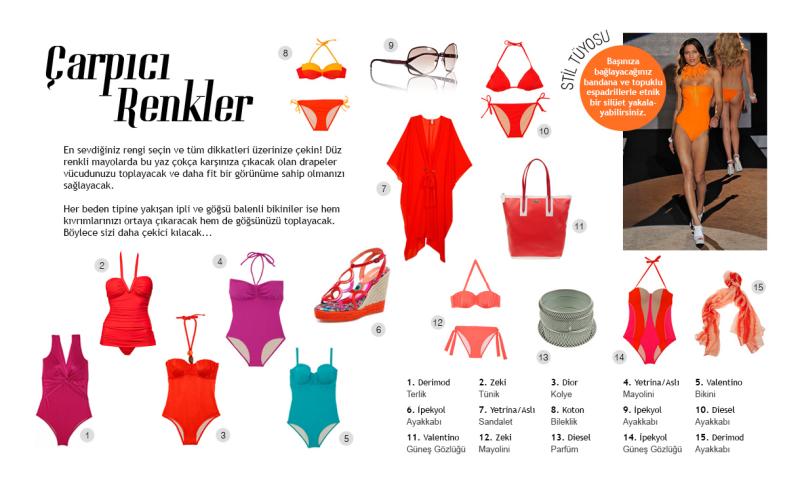 Çarpıcı
Renkler
En sevdiğiniz rengi seçin ve tüm dikkatleri üzerinize çekin! Düz
renkli mayolarda bu yaz çokça karşınıza çıkacak olan drapeler
vücudunuzu toplayacak ve daha fit bir görünüme sahip olmanızı
sağlayacak.
Her beden tipine yakışan ipli ve göğsü balenli bikiniler ise hem
kıvrımlarınızı ortaya çıkaracak hem de göğsünüzü toplayacak.
Böylece sizi daha çekici kılacak...
STİL TÜYOSU
Başınıza
bağlayacağınız
bandana ve topuklu
espadrillerle etnik
bir silüet yakala-
yabilirsiniz.
8
9
10
7
11
2
4
6
12
13
14
15
1
3
5
1. Derimod
Terlik
2. Zeki
Tünik
3. Dior
Kolye
4. Yetrina/Aslı
Mayolini
5. Valentino
Bikini
6. İpekyol
Ayakkabı
7. Yetrina/Aslı
Sandalet
8. Koton
Bileklik
9. İpekyol
Ayakkabı
10. Diesel
Ayakkabı
11. Valentino
Güneş Gözlüğü
12. Zeki
Mayolini
13. Diesel
Parfüm
14. İpekyol
Güneş Gözlüğü
15. Derimod
Ayakkabı